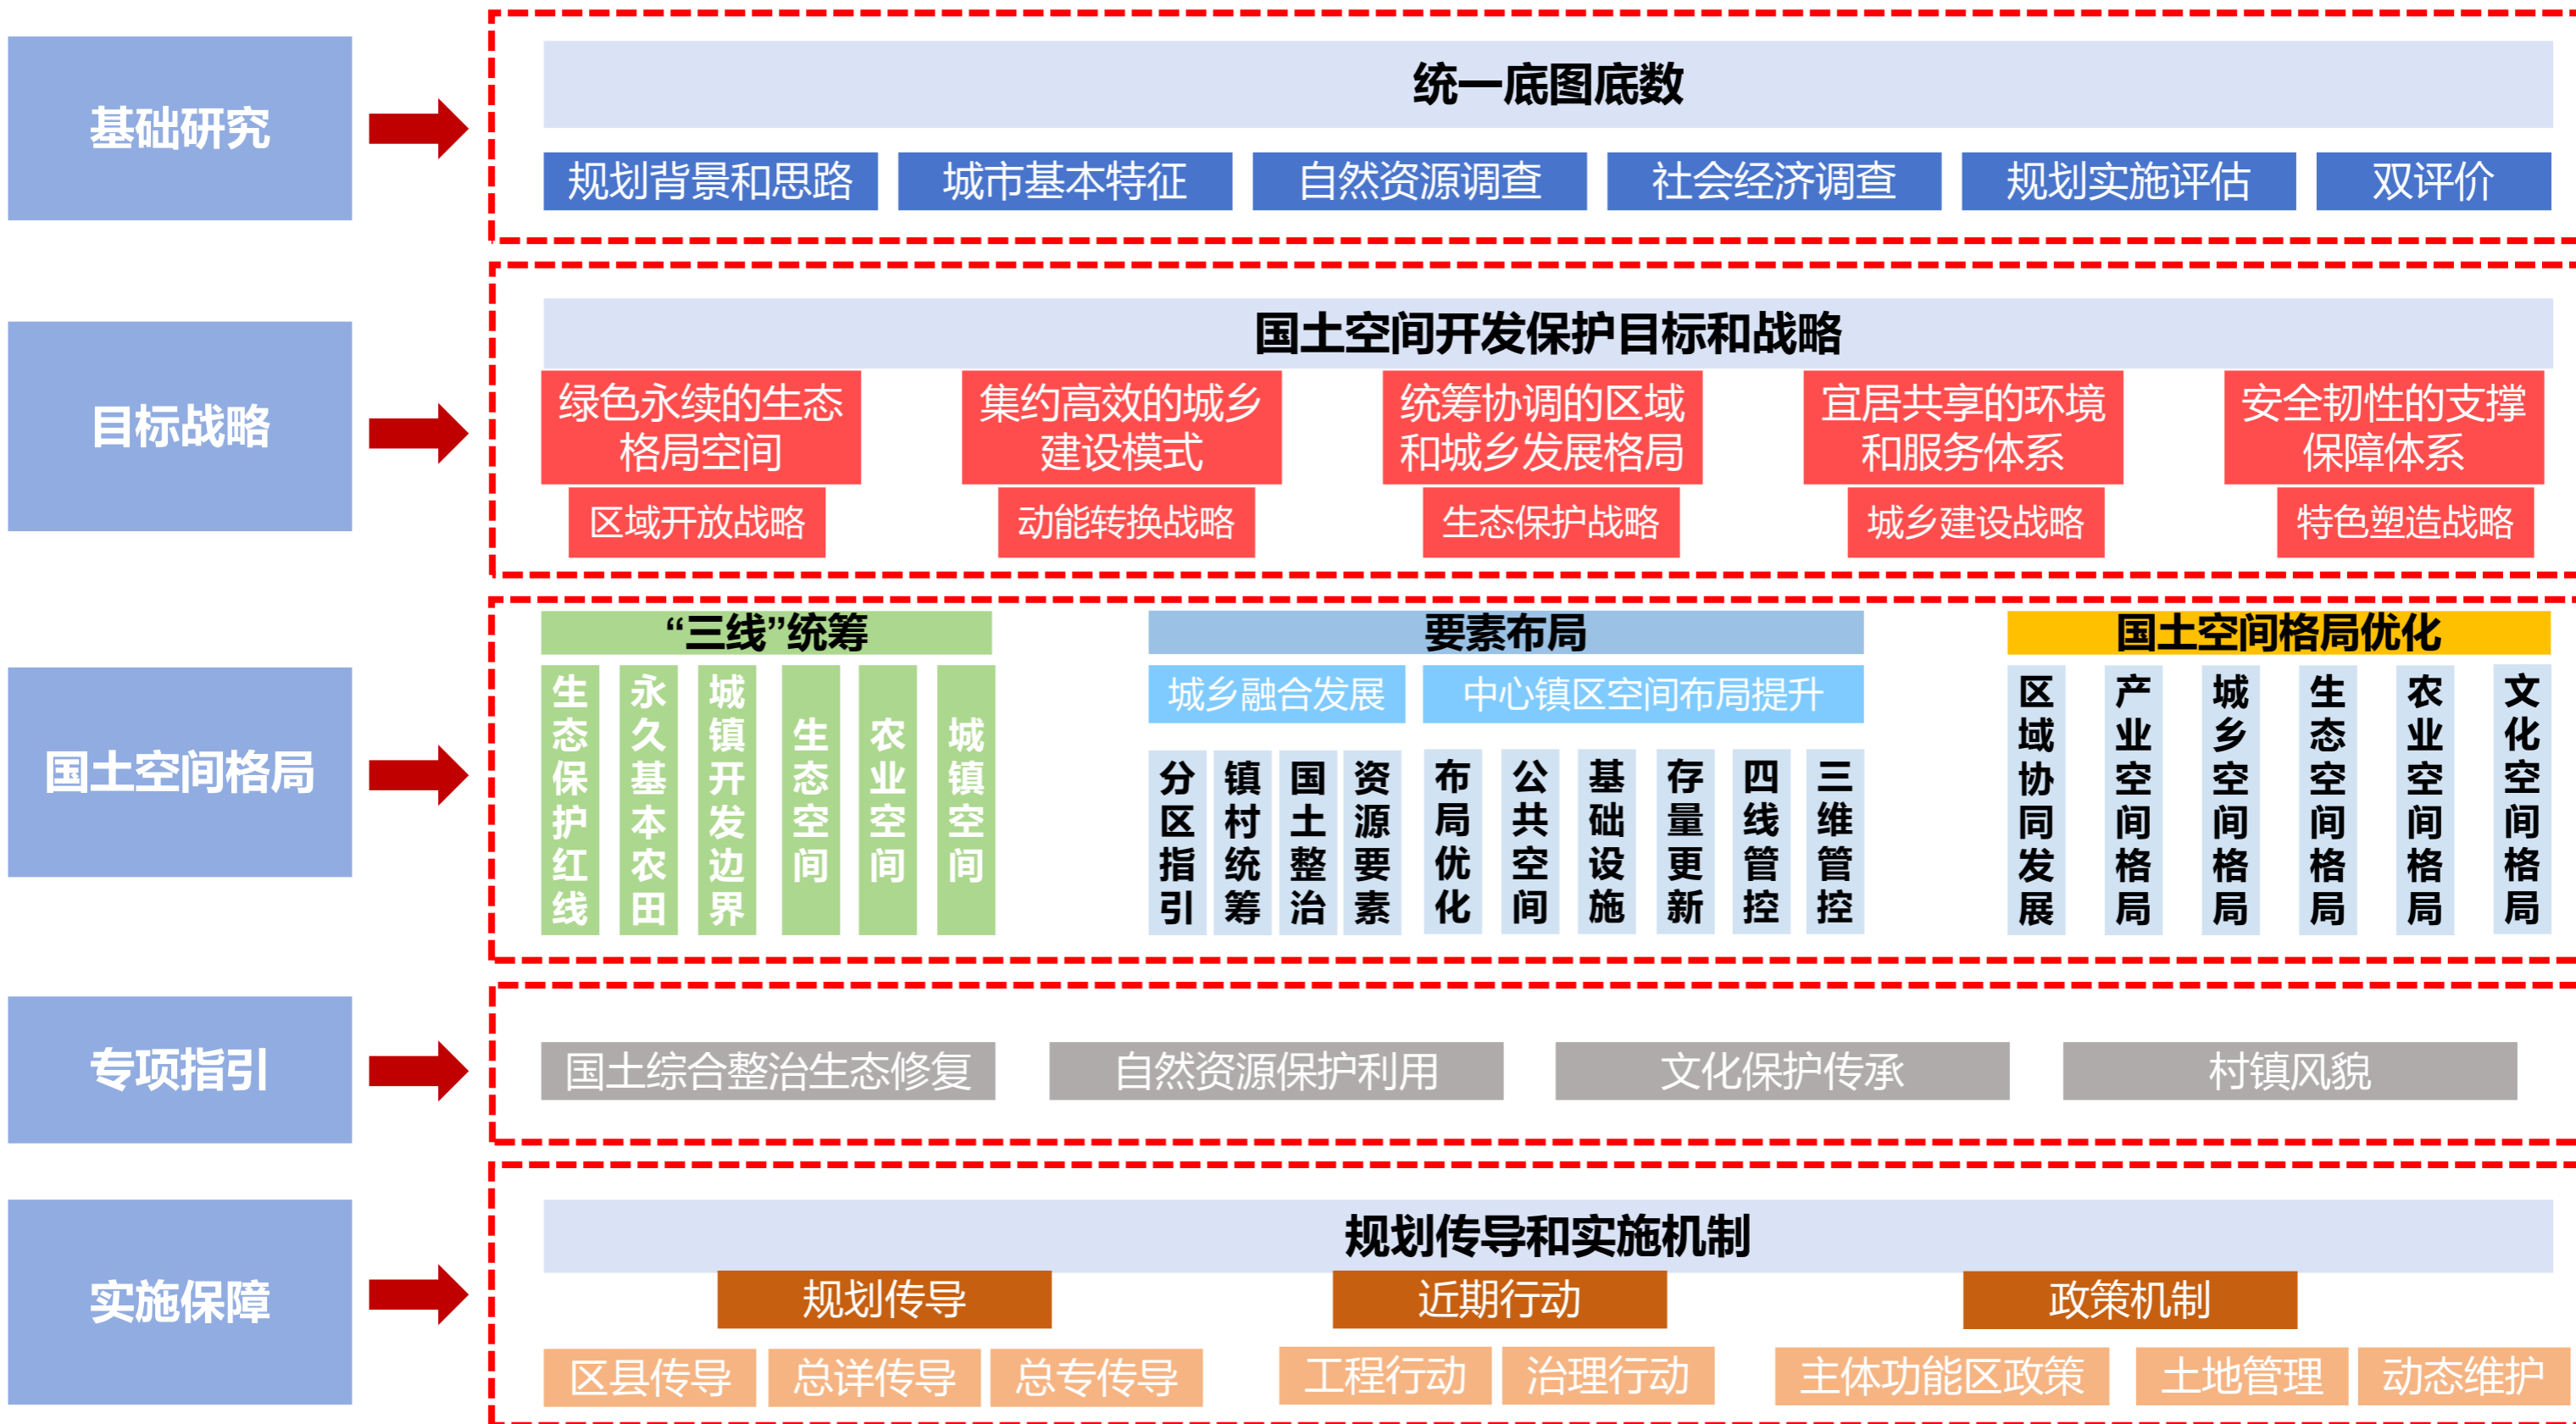 基础研究
统一底图底数
规划背景和思路
城市基本特征
自然资源调查
社会经济调查
规划实施评估
双评价
目标战略
国土空间开发保护目标和战略
绿色永续的生态
格局空间
集约高效的城乡
建设模式
统筹协调的区域
和城乡发展格局
宜居共享的环境
和服务体系
安全韧性的支撑
保障体系
区域开放战略
动能转换战略
生态保护战略
城乡建设战略
特色塑造战略
国土空间格局
“三线”统筹
生态保护红线
永久基本农田
城镇开发边界
生态空间
农业空间
城镇空间
要素布局
城乡融合发展
中心镇区空间布局提升
分区指引
镇村统筹
国土整治
资源要素
布局优化
公共空间
基础设施
存量更新
四线管控
三维管控
国土空间格局优化
区域协同发展
产业空间格局
城乡空间格局
生态空间格局
农业空间格局
文化空间格局
专项指引
国土综合整治生态修复
自然资源保护利用
文化保护传承
村镇风貌
实施保障
规划传导和实施机制
规划传导
近期行动
政策机制
区县传导
总详传导
总专传导
工程行动
治理行动
主体功能区政策
土地管理
动态维护